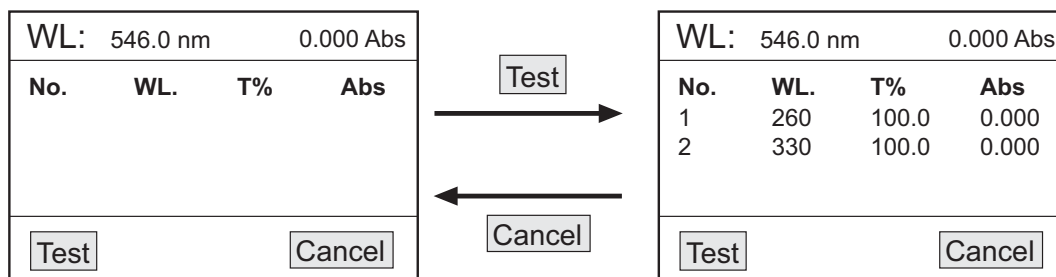 WL: 546.0 nm 0.000 Abs
No. WL. T% Abs
Test Cancel
Test
Cancel
WL: 546.0 nm 0.000 Abs
No. WL. T% Abs
1 260 100.0 0.000
2 330 100.0 0.000
Test Cancel